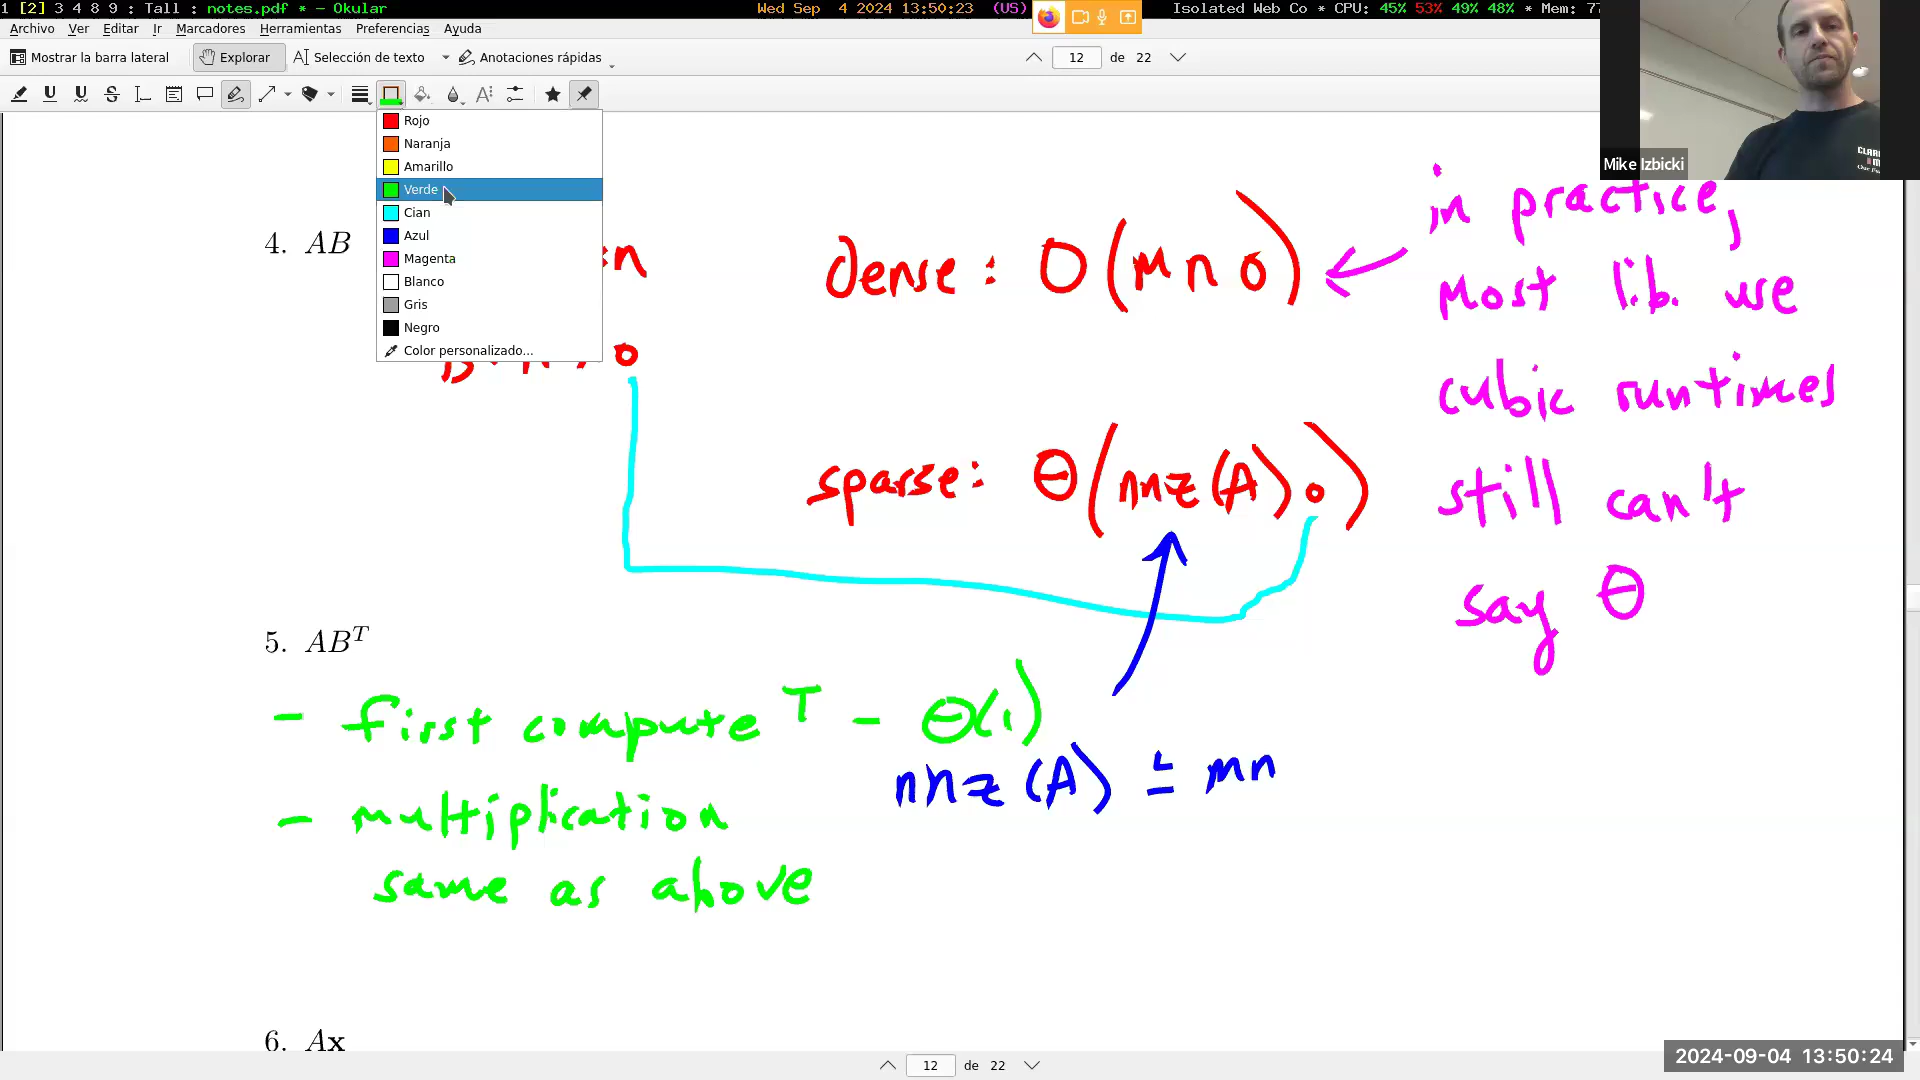 1 [2] 3 4 8 9 : Tall : notes.pdf * - Okular
Wed Sep  4 2024 13:50:23  (US)
Isolated Web Co * CPU: 45% 53% 49% 48% * Mem: 7
Archivo Ver Editar Ir Marcadores Herramientas Preferencias Ayuda
Mostrar la barra lateral Explorar Selección de texto Anotaciones rápidas 12 de 22
Rojo
Naranja
Amarillo
Verde
Cian
Azul
Magenta
Blanco
Gris
Negro
Color personalizado...
Mike Izbicki
4. AB
n
o
dense : O(mno)
in practice,
most lib. use
cubic runtimes
still can't
say Θ
sparse: Θ(nnz(A)o)
5. AB^T
- first compute T - Θ(1)
nnz(A) ≤ mn
- multiplication
same as above
6. Ax
12 de 22
2024-09-04 13:50:24